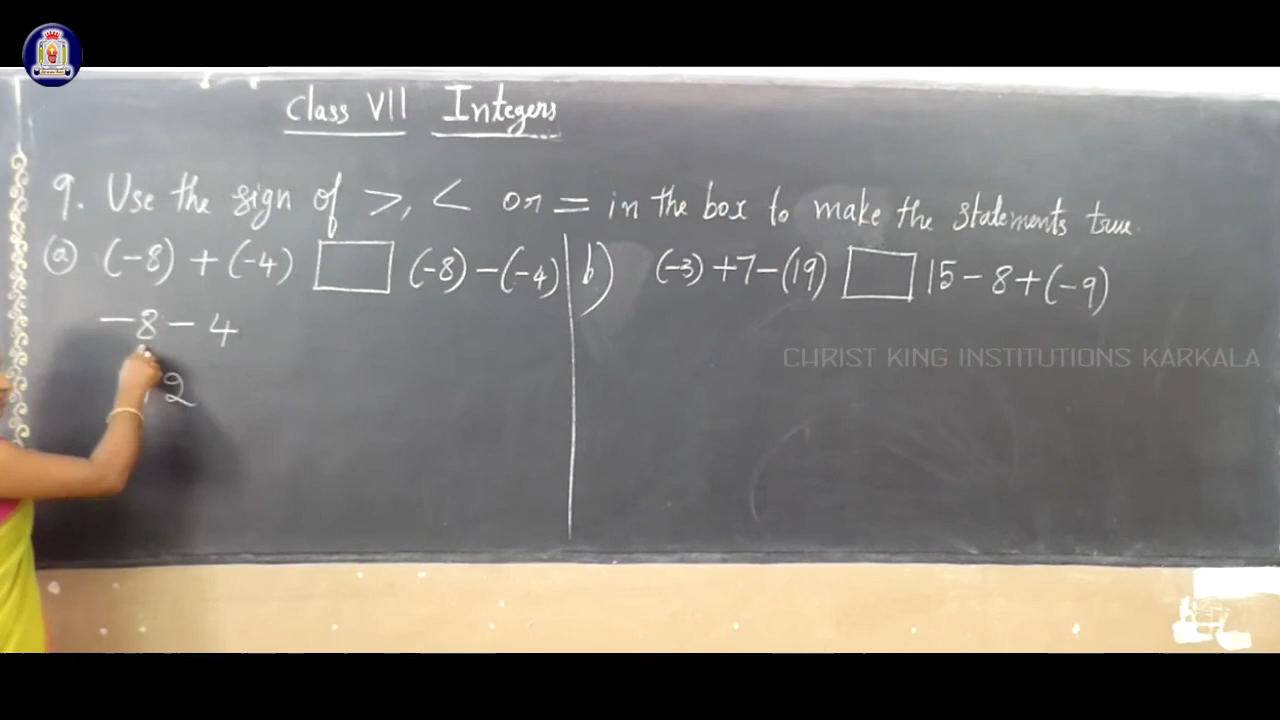 Class VII Integers
9. Use the sign of >, < or = in the box to make the statements true.
(a) (-8) + (-4) □ (-8) - (-4)
b) (-3) + 7 - (19) □ 15 - 8 + (-9)
-8 - 4
2
CHRIST KING INSTITUTIONS KARKALA